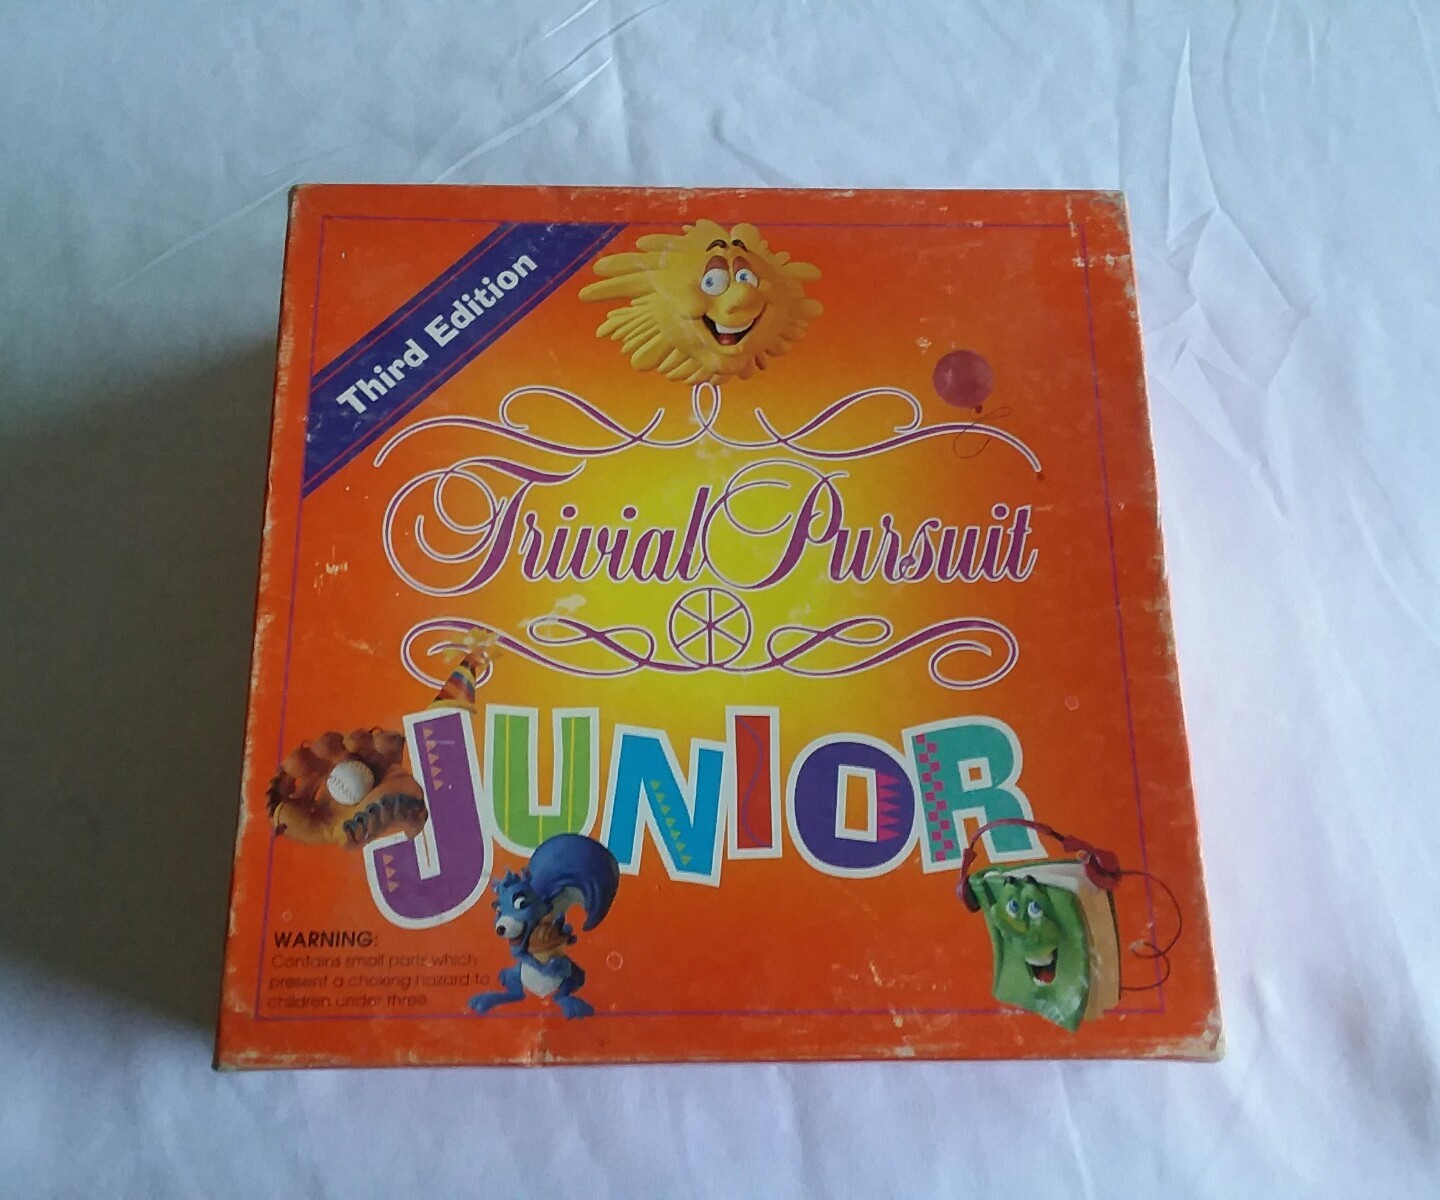 Third Edition
Trivial Pursuit
JUNIOR
WARNING:
Contains small parts which
present a choking hazard to
children under three.